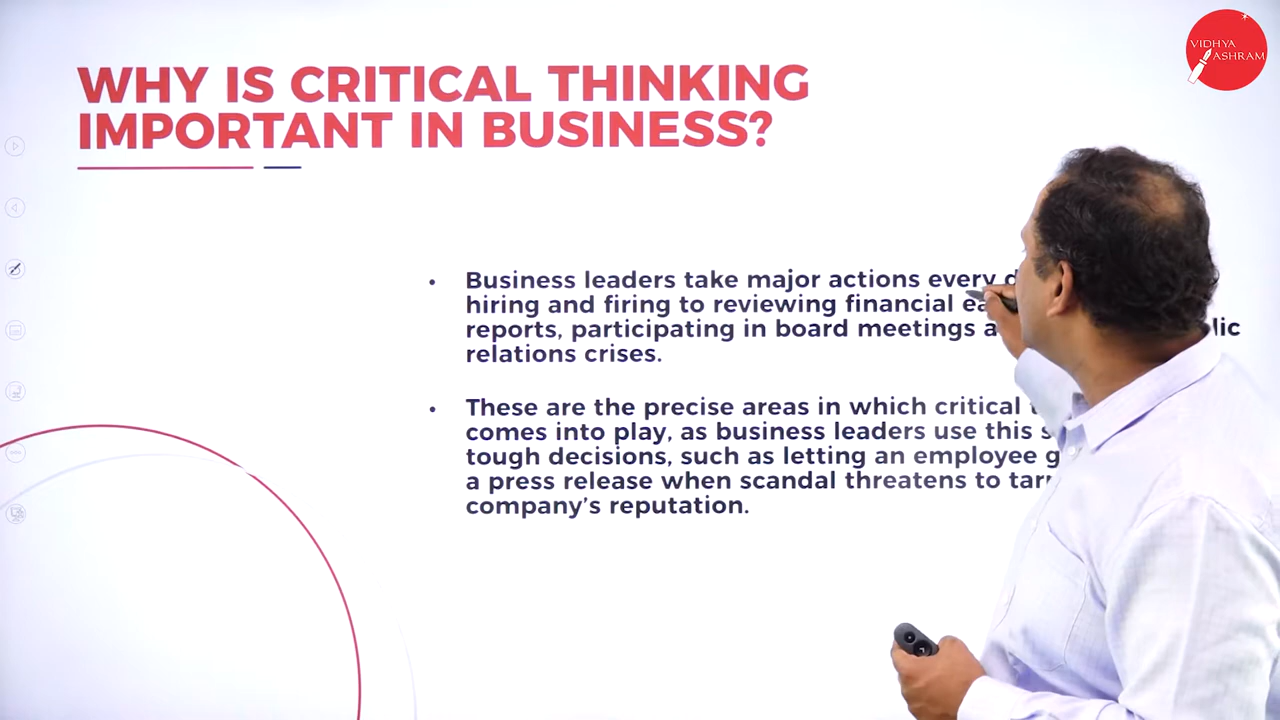 VIDHYA
ASHRAM
WHY IS CRITICAL THINKING
IMPORTANT IN BUSINESS?
• Business leaders take major actions every
hiring and firing to reviewing financial
reports, participating in board meetings
relations crises.
• These are the precise areas in which critical
comes into play, as business leaders use this
tough decisions, such as letting an employee
a press release when scandal threatens to
company’s reputation.